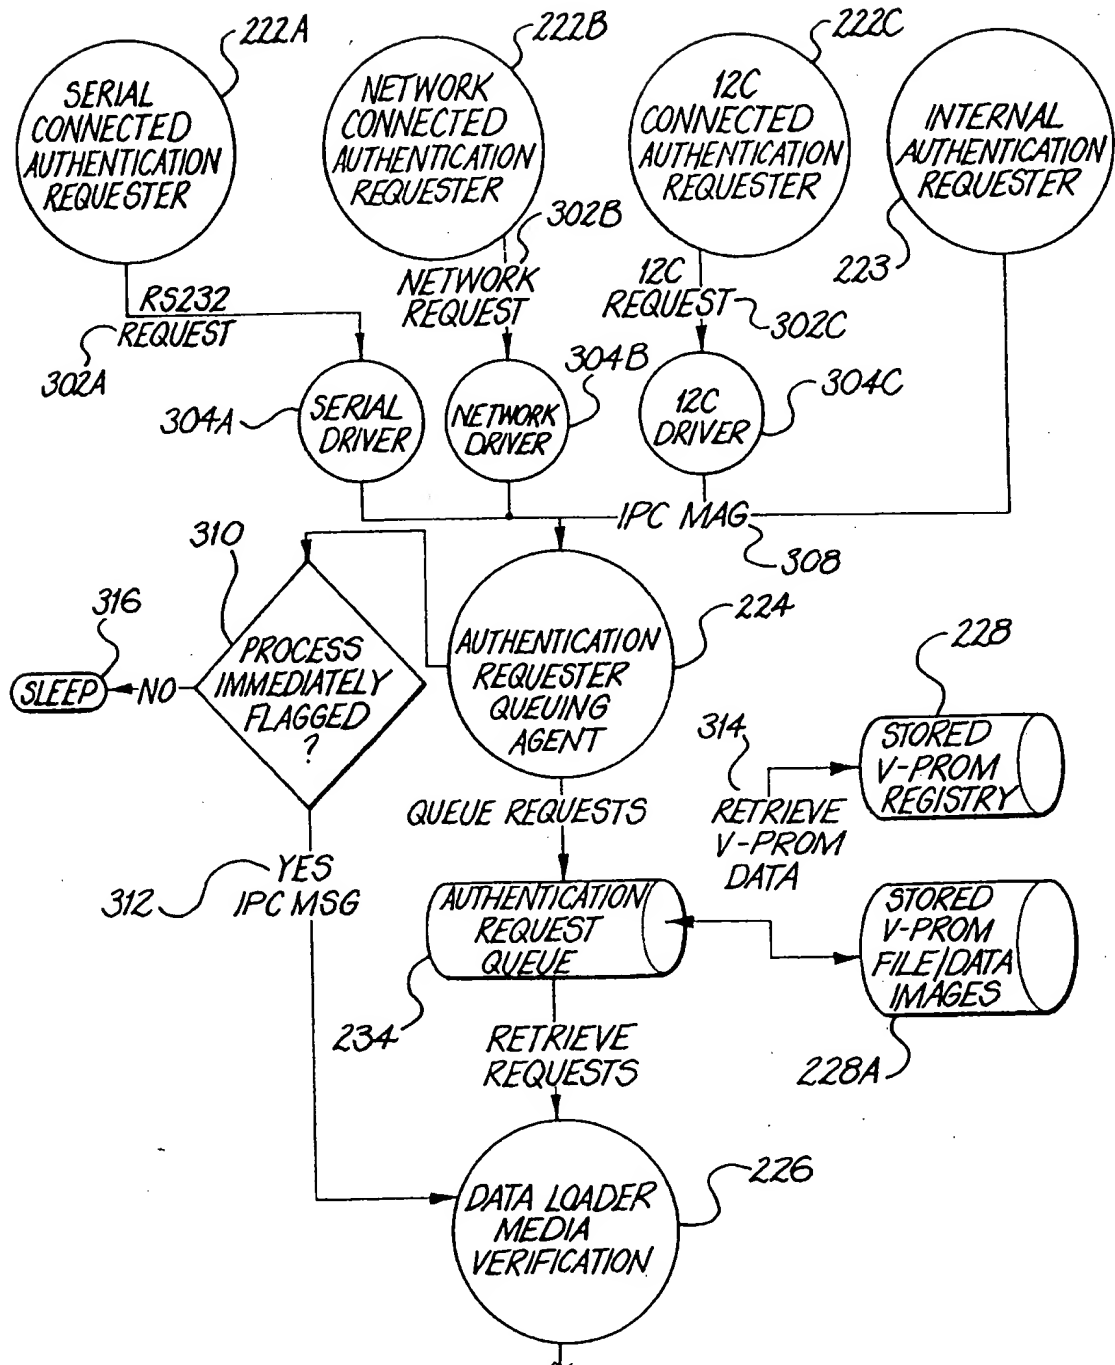 222A
222B
222C
SERIAL
CONNECTED
AUTHENTICATION
REQUESTER
NETWORK
CONNECTED
AUTHENTICATION
REQUESTER
12C
CONNECTED
AUTHENTICATION
REQUESTER
INTERNAL
AUTHENTICATION
REQUESTER
223
RS232
REQUEST
302A
302B
NETWORK
REQUEST
12C
REQUEST
302C
304A
SERIAL
DRIVER
304B
NETWORK
DRIVER
304C
12C
DRIVER
IPC MAG
308
310
316
SLEEP
NO
PROCESS
IMMEDIATELY
FLAGGED
?
224
AUTHENTICATION
REQUESTER
QUEUING
AGENT
228
STORED
V-PROM
REGISTRY
314
RETRIEVE
V-PROM
DATA
QUEUE REQUESTS
312
YES
IPC MSG
AUTHENTICATION
REQUEST
QUEUE
234
STORED
V-PROM
FILE/DATA
IMAGES
228A
RETRIEVE
REQUESTS
226
DATA LOADER
MEDIA
VERIFICATION